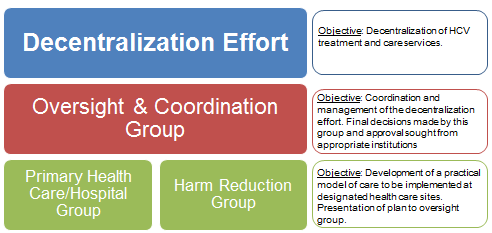 Decentralization Effort
Objective: Decentralization of HCV
treatment and care services.
Oversight & Coordination
Group
Objective: Coordination and
management of the decentralization
effort. Final decisions made by this
group and approval sought from
appropriate institutions
Primary Health
Care/Hospital
Group
Harm Reduction
Group
Objective: Development of a practical
model of care to be implemented at
designated health care sites.
Presentation of plan to oversight
group.